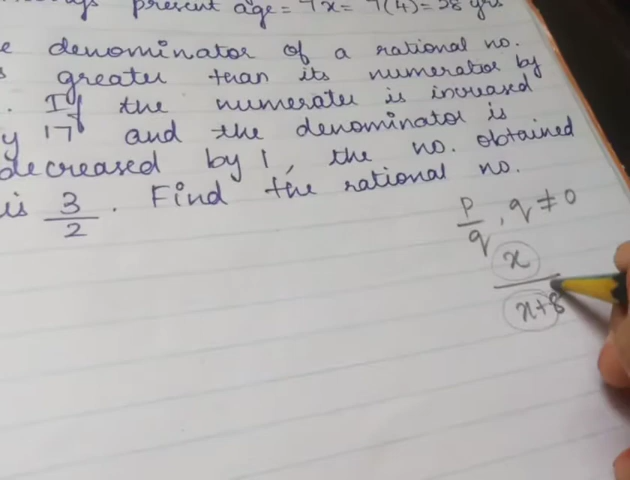 present age = 7x = 7(4) = 28 yrs
denominator of a rational no.
greater than its numerator by
. If the numerator is increased
y 17 and the denominator is
decreased by 1, the no. obtained
is 3/2. Find the rational no.
p/q, q ≠ 0
x
x+8